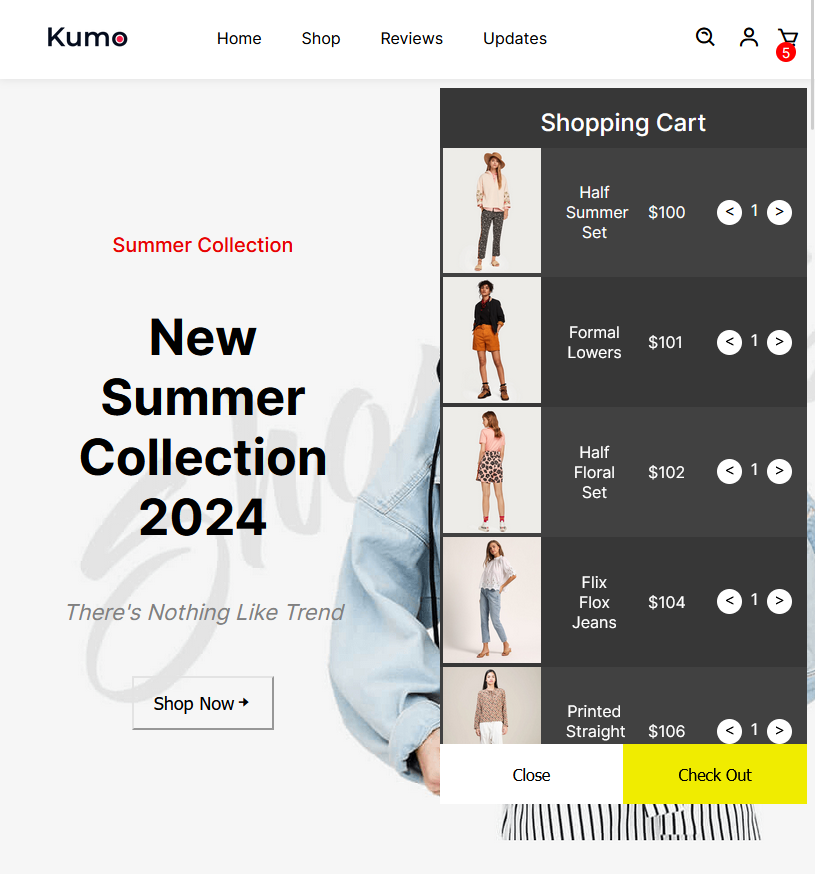 Kumo
Home Shop Reviews Updates
5
Summer Collection
New
Summer
Collection
2024
There's Nothing Like Trend
Shop Now
Shopping Cart
Half
Summer
Set
$100
< 1 >
Formal
Lowers
$101
< 1 >
Half
Floral
Set
$102
< 1 >
Flix
Flox
Jeans
$104
< 1 >
Printed
Straight
$106
< 1 >
Close
Check Out